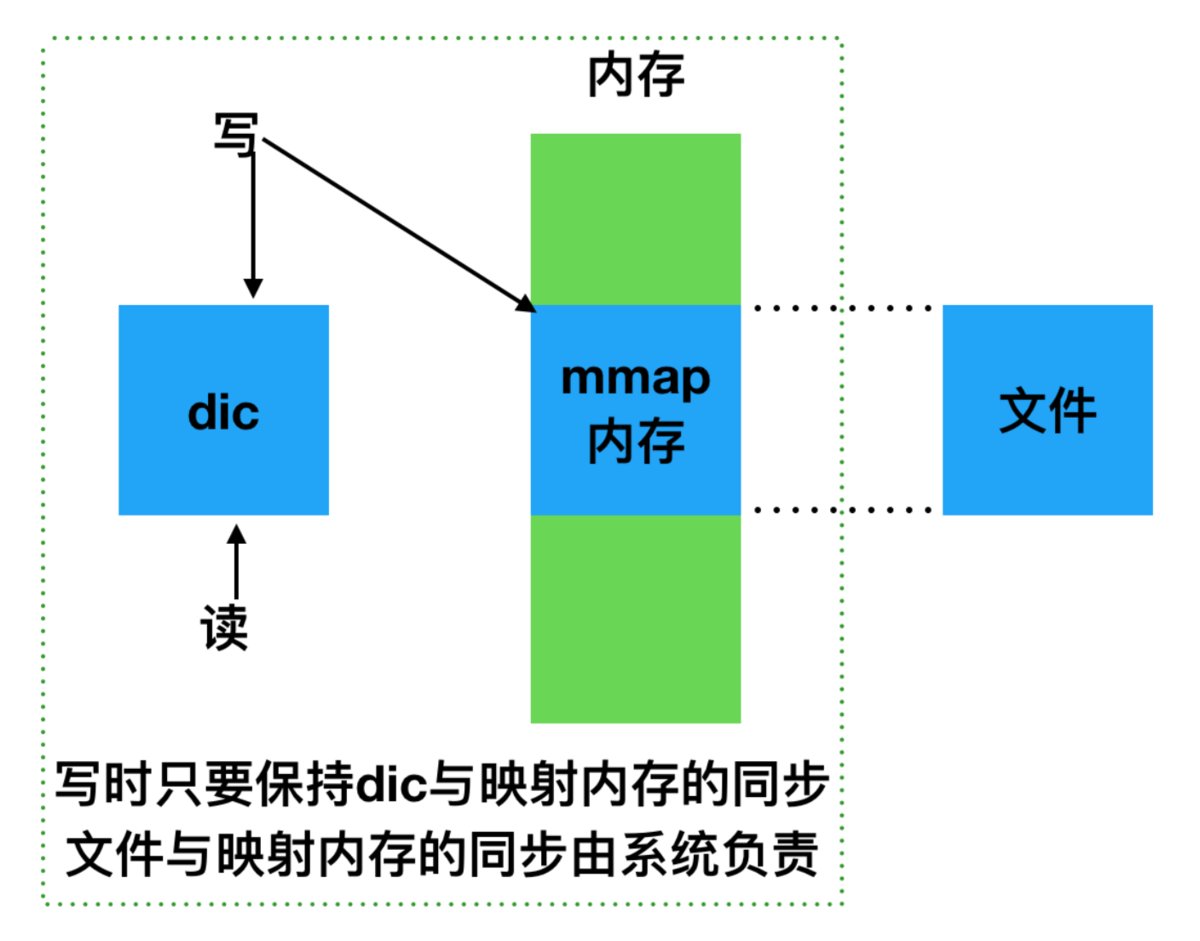 内存
写
dic
mmap
内存
文件
读
写时只要保持dic与映射内存的同步
文件与映射内存的同步由系统负责